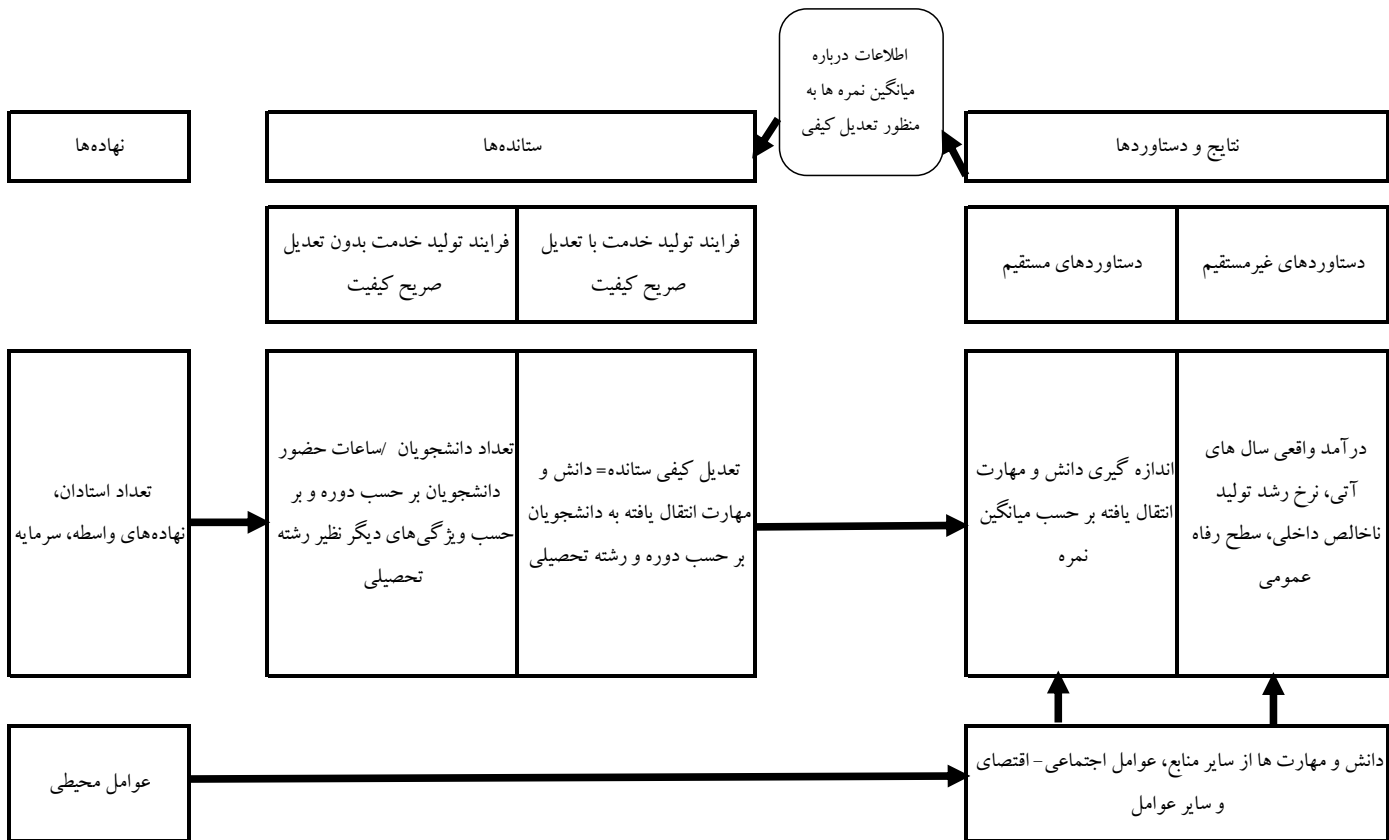 اطلاعات درباره
میانگین نمره ها به
منظور تعدیل کیفی
نهاده‌ها
ستانده‌ها
نتایج و دستاوردها
فرایند تولید خدمت بدون تعدیل
صریح کیفیت
فرایند تولید خدمت با تعدیل
صریح کیفیت
دستاوردهای مستقیم
دستاوردهای غیرمستقیم
تعداد استادان،
نهاده‌های واسطه، سرمایه
تعداد دانشجویان /ساعات حضور
دانشجویان بر حسب دوره و بر
حسب ویژگی‌های دیگر نظیر رشته
تحصیلی
تعدیل کیفی ستانده= دانش و
مهارت انتقال یافته به دانشجویان
بر حسب دوره و رشته تحصیلی
اندازه گیری دانش و مهارت
انتقال یافته بر حسب میانگین
نمره
درآمد واقعی سال های
آتی، نرخ رشد تولید
ناخالص داخلی، سطح رفاه
عمومی
عوامل محیطی
دانش و مهارت ها از سایر منابع، عوامل اجتماعی- اقتصای
و سایر عوامل